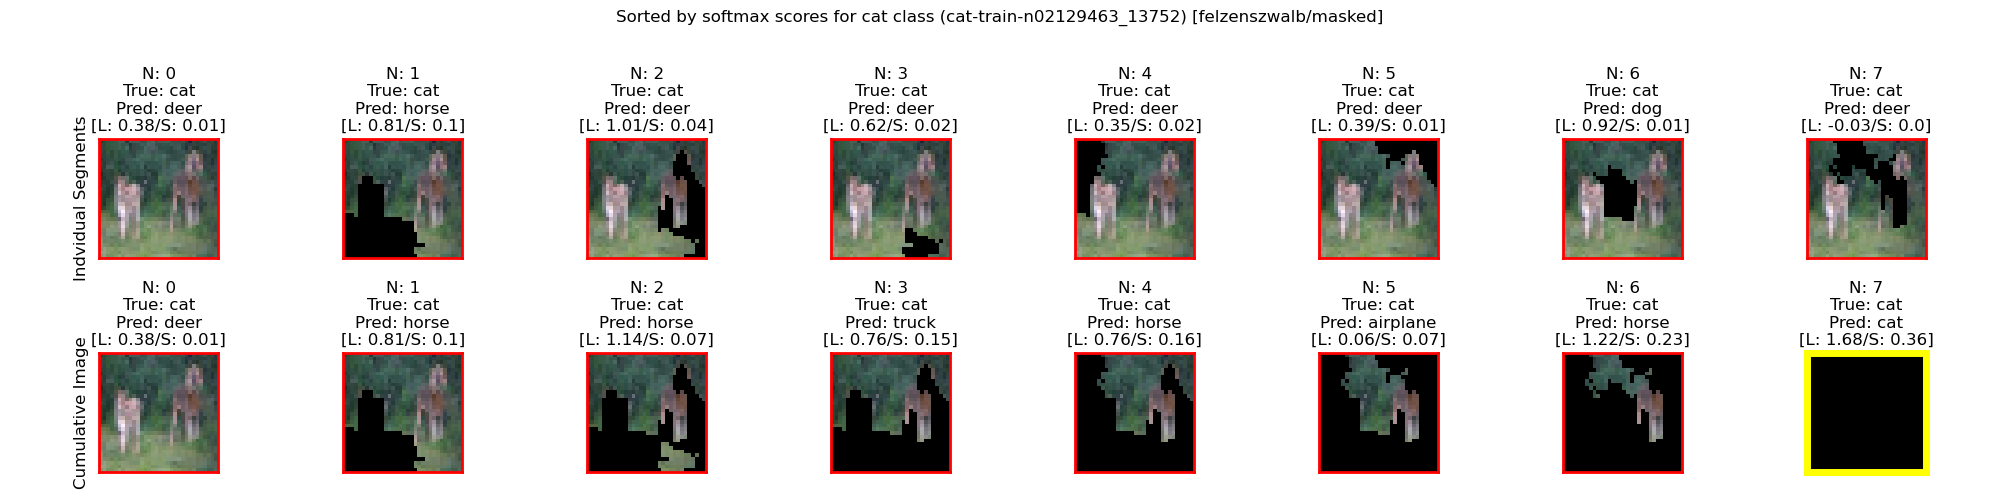 Sorted by softmax scores for cat class (cat-train-n02129463_13752) [felzenszwalb/masked]
Indvidual Segments
N: 0
True: cat
Pred: deer
[L: 0.38/S: 0.01]
N: 1
True: cat
Pred: horse
[L: 0.81/S: 0.1]
N: 2
True: cat
Pred: deer
[L: 1.01/S: 0.04]
N: 3
True: cat
Pred: deer
[L: 0.62/S: 0.02]
N: 4
True: cat
Pred: deer
[L: 0.35/S: 0.02]
N: 5
True: cat
Pred: deer
[L: 0.39/S: 0.01]
N: 6
True: cat
Pred: dog
[L: 0.92/S: 0.01]
N: 7
True: cat
Pred: deer
[L: -0.03/S: 0.0]
Cumulative Image
N: 0
True: cat
Pred: deer
[L: 0.38/S: 0.01]
N: 1
True: cat
Pred: horse
[L: 0.81/S: 0.1]
N: 2
True: cat
Pred: horse
[L: 1.14/S: 0.07]
N: 3
True: cat
Pred: truck
[L: 0.76/S: 0.15]
N: 4
True: cat
Pred: horse
[L: 0.76/S: 0.16]
N: 5
True: cat
Pred: airplane
[L: 0.06/S: 0.07]
N: 6
True: cat
Pred: horse
[L: 1.22/S: 0.23]
N: 7
True: cat
Pred: cat
[L: 1.68/S: 0.36]